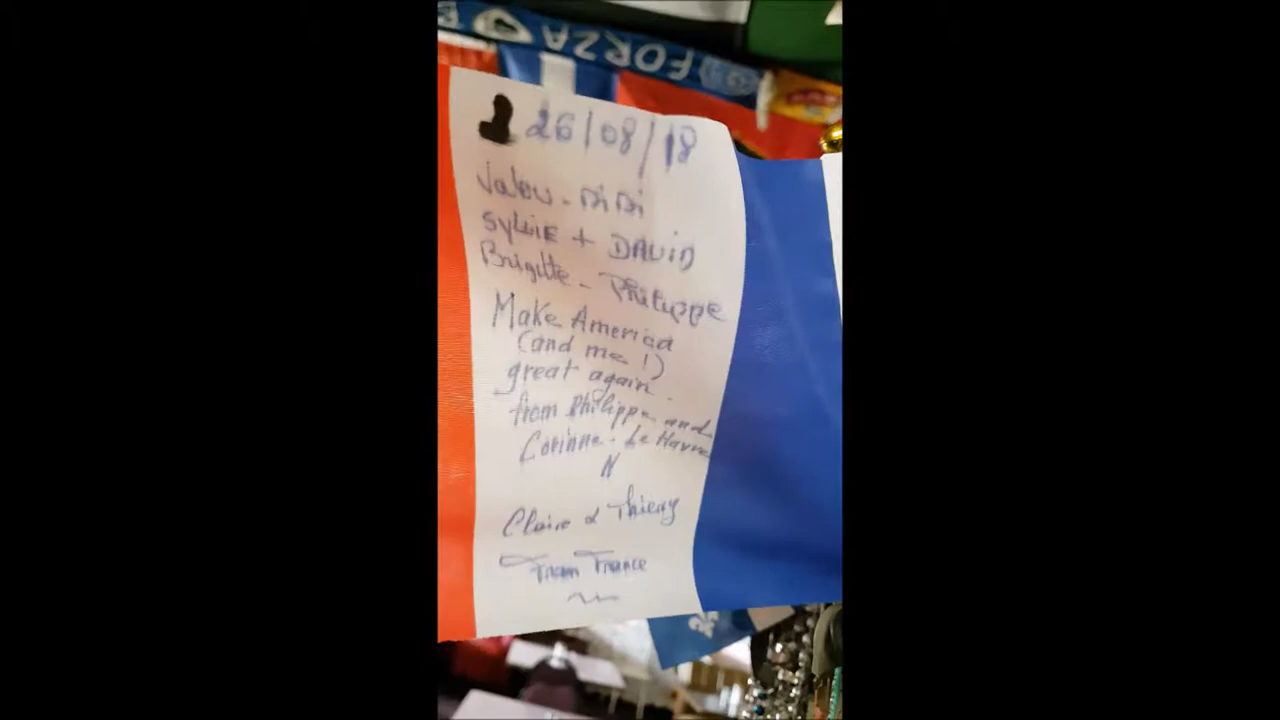 FORZA
26/08/18
Valou - Didi
SYLVIE + DAVID
Brigitte - Philippe
Make America
(and me !)
great again -
from Philippe and
Corinne - Le Havre
Claire & Thierry
From France